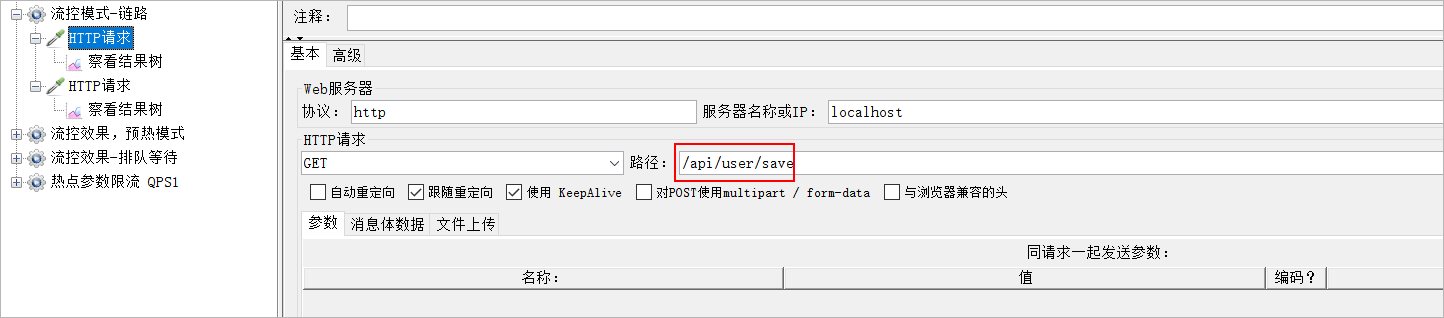 流控模式-链路
HTTP请求
察看结果树
HTTP请求
察看结果树
流控效果，预热模式
流控效果-排队等待
热点参数限流 QPS1
注释：
基本 高级
Web服务器
协议： http 服务器名称或IP： localhost
HTTP请求
GET 路径： /api/user/save
自动重定向 跟随重定向 使用 KeepAlive 对POST使用multipart / form-data 与浏览器兼容的头
参数 消息体数据 文件上传
同请求一起发送参数：
名称： 值 编码？